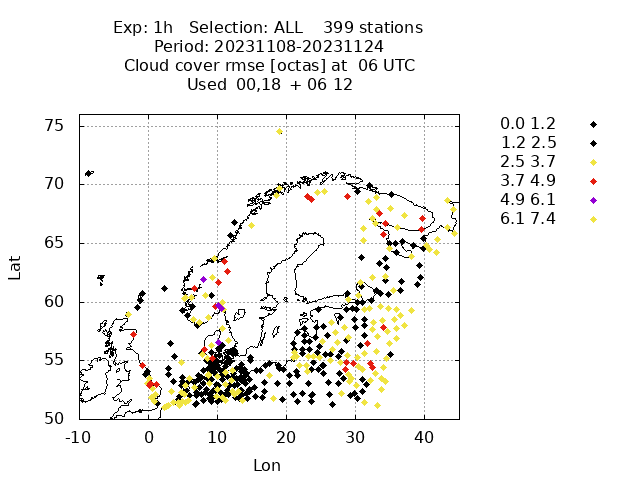 Exp: 1h   Selection: ALL    399 stations
Period: 20231108-20231124
Cloud cover rmse [octas] at  06 UTC
Used  00,18  + 06 12
75
70
65
60
55
50
Lat
-10 0 10 20 30 40
Lon
0.0 1.2
1.2 2.5
2.5 3.7
3.7 4.9
4.9 6.1
6.1 7.4